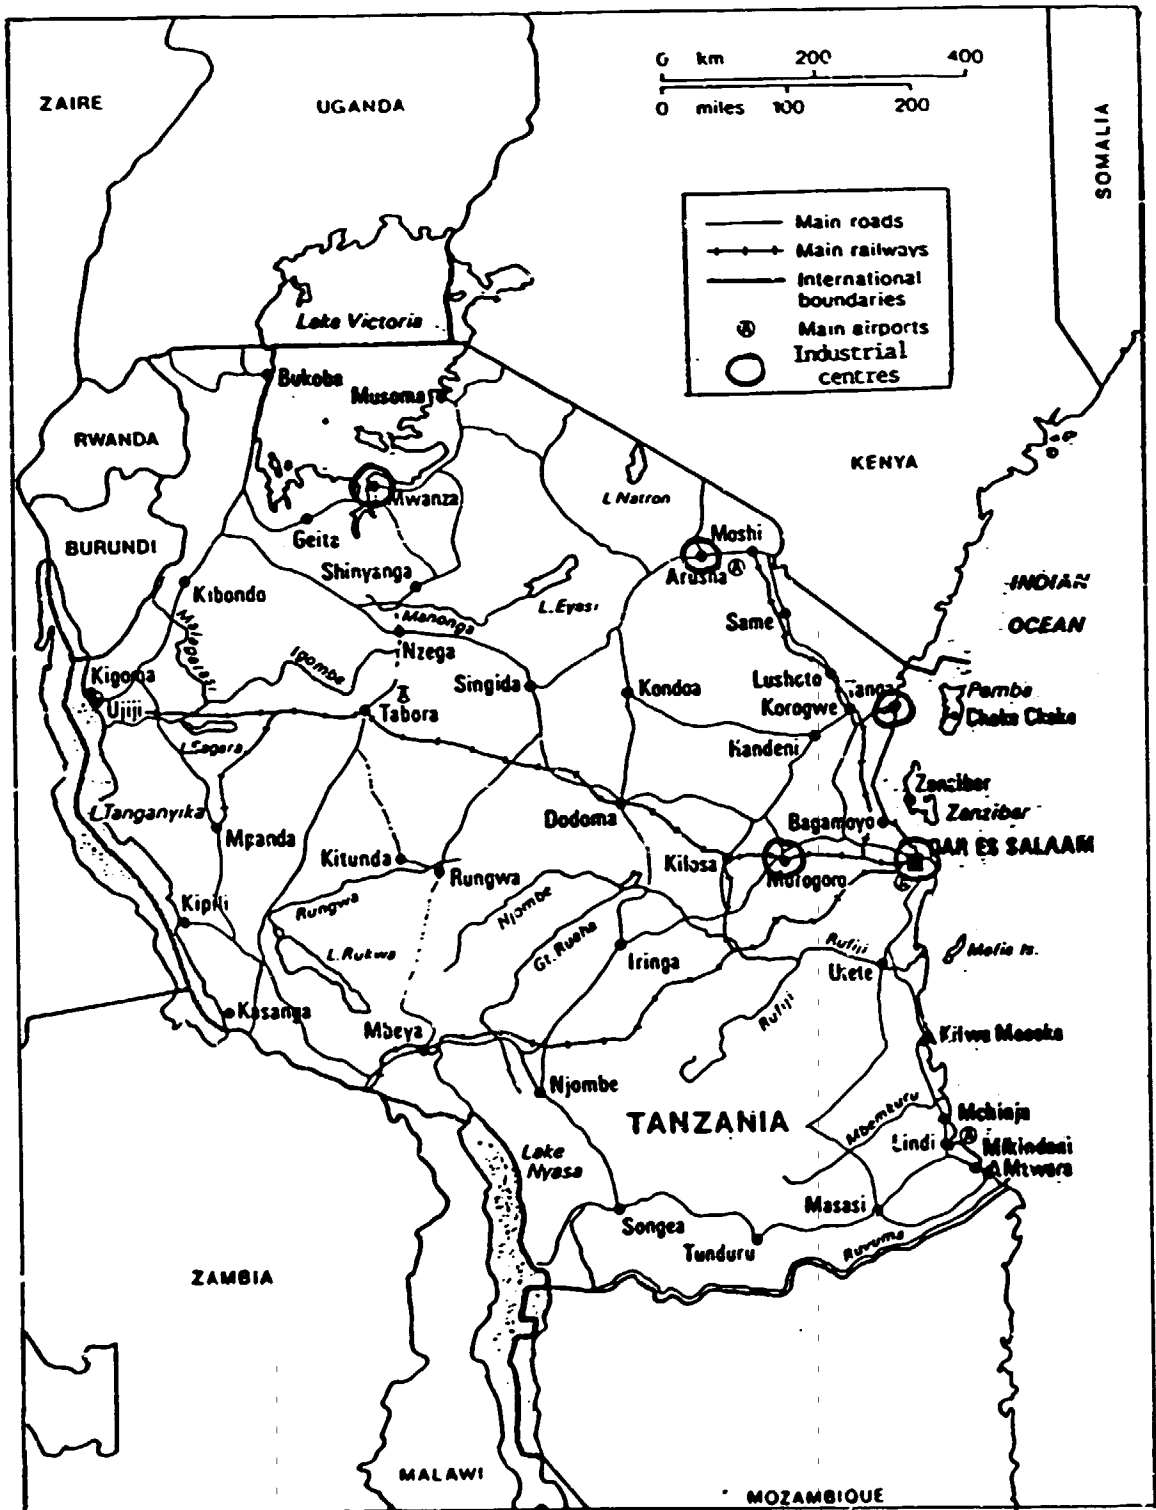 0 km 200 400
0 miles 100 200
ZAIRE
UGANDA
SOMALIA
Main roads
Main railways
International
boundaries
Main airports
Industrial
centres
Lake Victoria
Bukoba
Musoma
RWANDA
KENYA
Mwanza
L. Natron
Geita
BURUNDI
Moshi
Arusha
Shinyanga
L. Eyasi
INDIAN
OCEAN
Kibondo
Manonga
Same
Malagarasi
Nzega
Igombe
Kigoma
Ujiji
Singida
Kondoa
Lushoto
Tanga
Korogwe
Pemba
Chake Chake
Tabora
L. Sagara
Handeni
Zanzibar
Zanzibar
L. Tanganyika
Mpanda
Dodoma
Bagamoyo
DAR ES SALAAM
Kitunda
Rungwa
Kilosa
Morogoro
Kipili
Rungwa
Njombe
Gt. Ruaha
L. Rukwa
Iringa
Rufiji
Utete
Mafia Is.
Rufiji
Kasanga
Mbeya
Kilwa Masoko
Njombe
TANZANIA
Mbemkuru
Mchinja
Lindi
Mikindani
Mtwara
Lake
Nyasa
Masasi
Songea
Tunduru
Ruvuma
ZAMBIA
MALAWI
MOZAMBIQUE